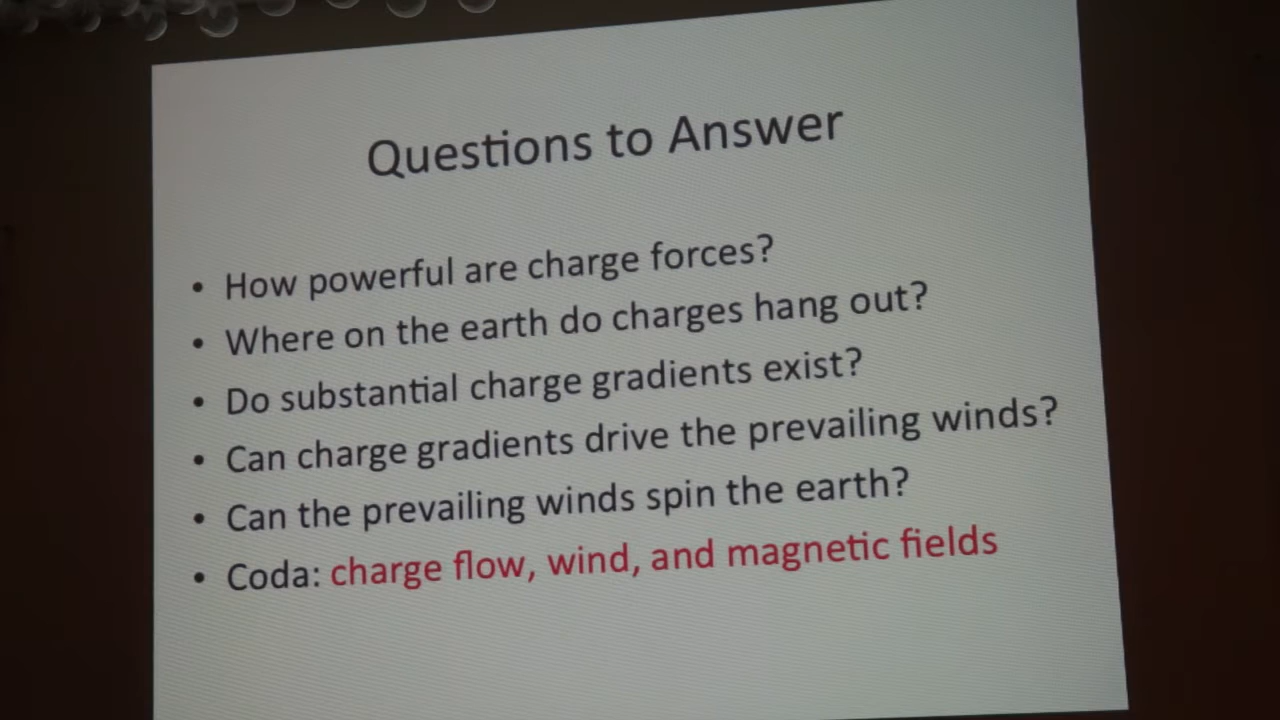 Questions to Answer
• How powerful are charge forces?
• Where on the earth do charges hang out?
• Do substantial charge gradients exist?
• Can charge gradients drive the prevailing winds?
• Can the prevailing winds spin the earth?
• Coda: charge flow, wind, and magnetic fields